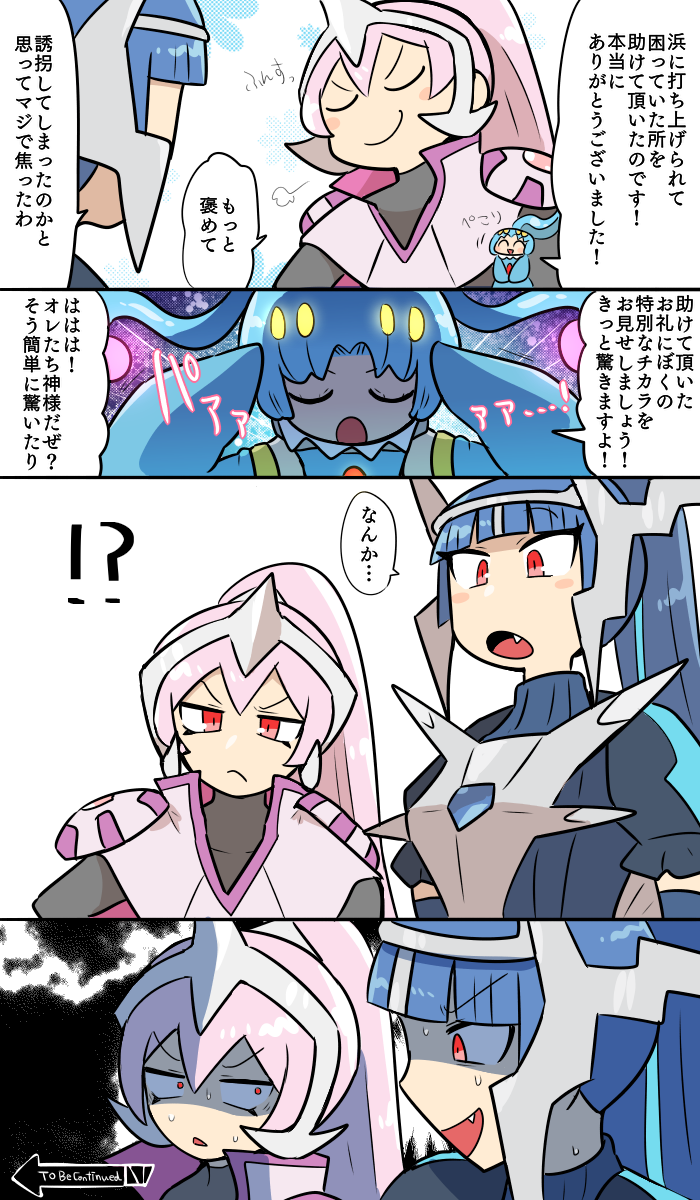 浜に打ち上げられて
困っていた所を
助けて頂いたのです！
本当に
ありがとうございました！
ぺこり
ふんすっ
もっと
褒めて
誘拐してしまったのかと
思ってマジで焦ったわ
助けて頂いた
お礼にぼくの
特別なチカラを
お見せしましょう！
きっと驚きますよ！
パァァ
ァァ…！
ははは！
オレたち神様だぜ？
そう簡単に驚いたり
なんか…
!?
To Be Continued